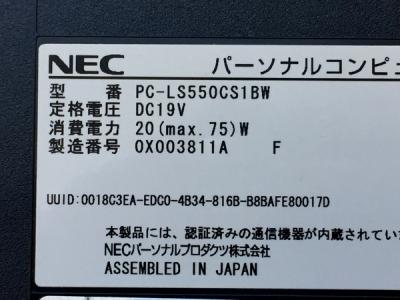 NEC パーソナルコンピュ
型 番 PC-LS550CS1BW
定格電圧 DC19V
消費電力 20(max.75)W
製造番号 0X003811A F
UUID:0018C3EA-EDC0-4B34-816B-B8BAFE80017D
本製品には、認証済みの通信機器が内蔵されてい
NECパーソナルプロダクツ株式会社
ASSEMBLED IN JAPAN